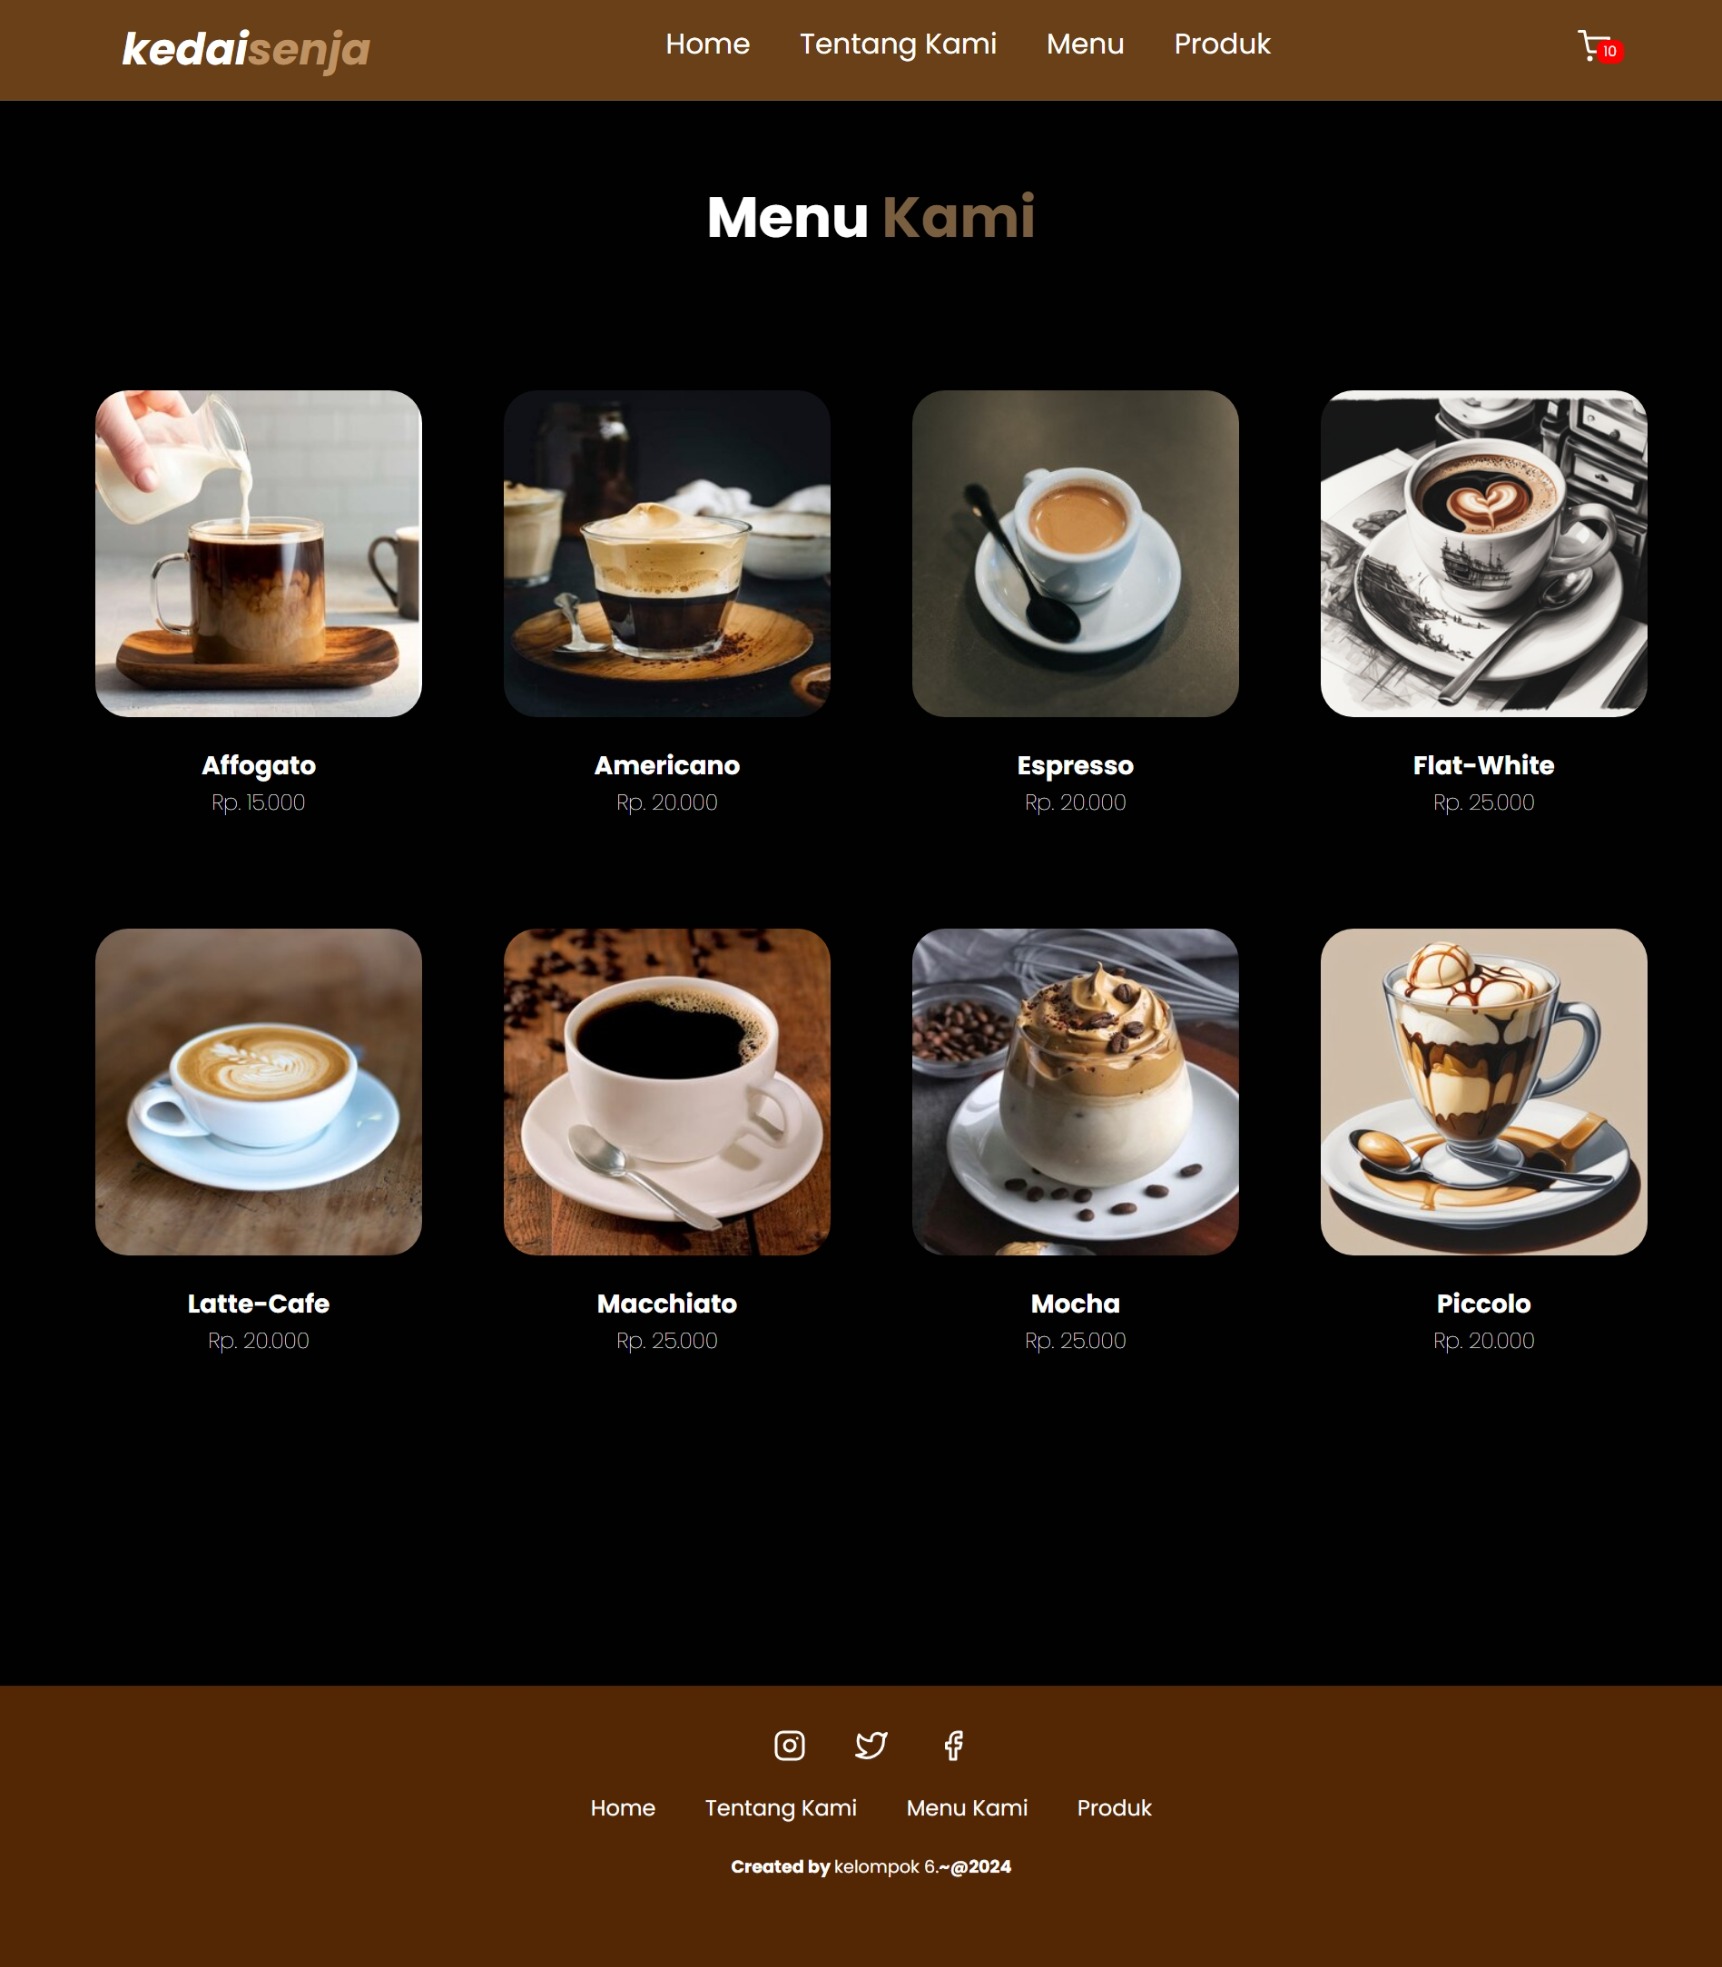 kedaisenja
Home Tentang Kami Menu Produk
10
Menu Kami
Affogato
Rp. 15.000
Americano
Rp. 20.000
Espresso
Rp. 20.000
Flat-White
Rp. 25.000
Latte-Cafe
Rp. 20.000
Macchiato
Rp. 25.000
Mocha
Rp. 25.000
Piccolo
Rp. 20.000
Home Tentang Kami Menu Kami Produk
Created by kelompok 6.~@2024